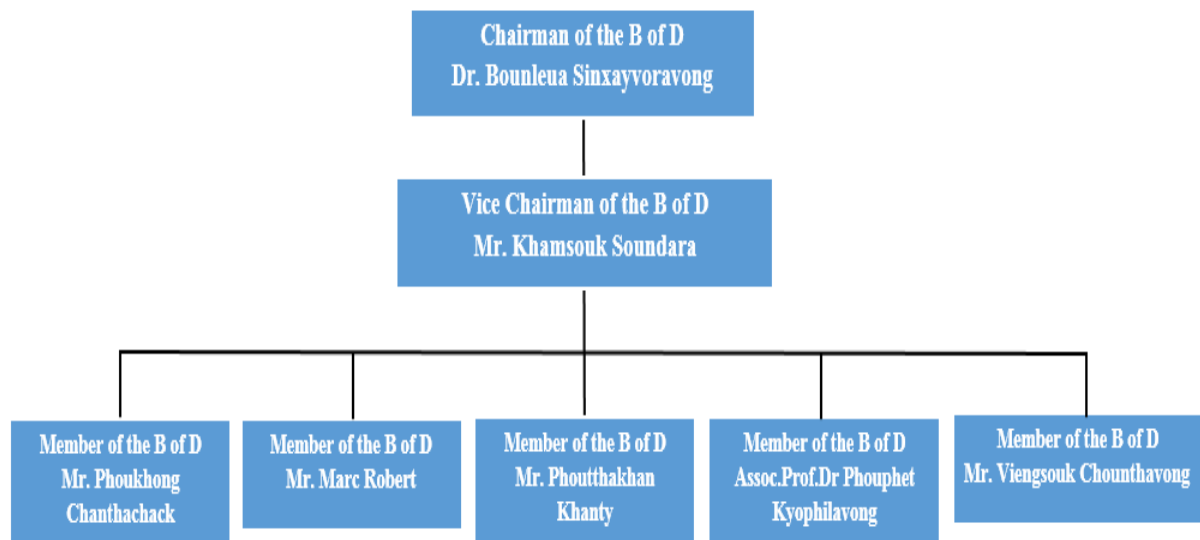 Chairman of the B of D
Dr. Bounleua Sinxayvoravong
Vice Chairman of the B of D
Mr. Khamsouk Soundara
Member of the B of D
Mr. Phoukhong
Chanthachack
Member of the B of D
Mr. Marc Robert
Member of the B of D
Mr. Phoutthakhan
Khanty
Member of the B of D
Assoc.Prof.Dr Phouphet
Kyophilavong
Member of the B of D
Mr. Viengsouk Chounthavong